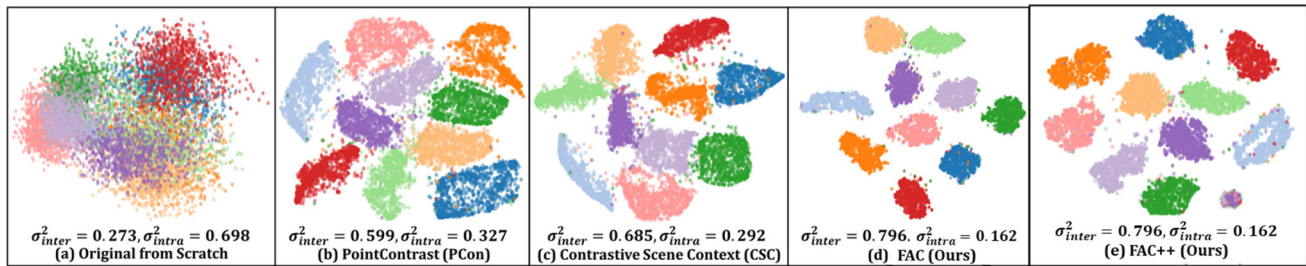 σ²inter = 0.273, σ²intra = 0.698
(a) Original from Scratch
σ²inter = 0.599, σ²intra = 0.327
(b) PointContrast (PCon)
σ²inter = 0.685, σ²intra = 0.292
(c) Contrastive Scene Context (CSC)
σ²inter = 0.796, σ²intra = 0.162
(d) FAC (Ours)
σ²inter = 0.796, σ²intra = 0.162
(e) FAC++ (Ours)